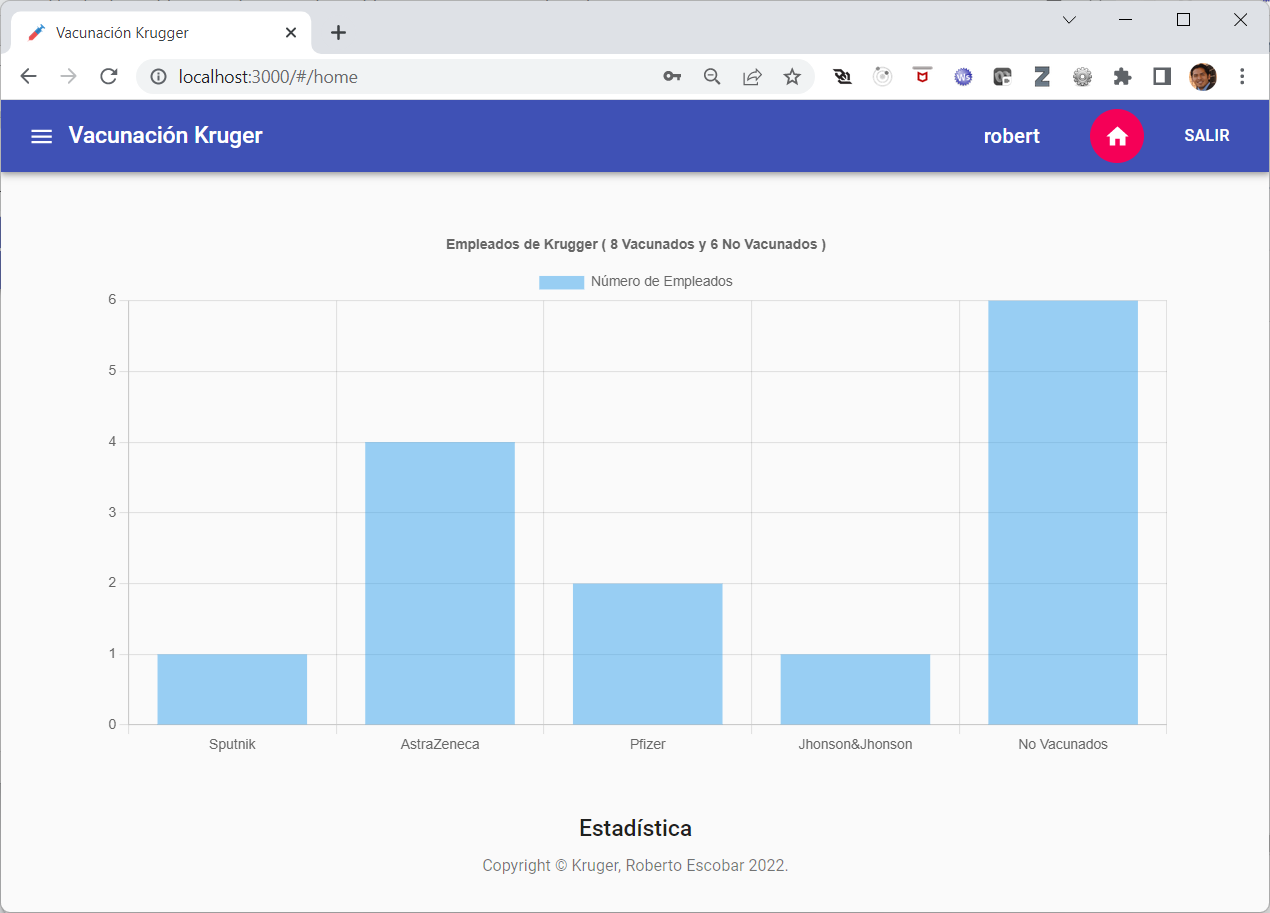 Vacunación Krugger
localhost:3000/#/home
Vacunación Kruger
robert
SALIR
Empleados de Krugger ( 8 Vacunados y 6 No Vacunados )
Número de Empleados
6
5
4
3
2
1
0
Sputnik AstraZeneca Pfizer Jhonson&Jhonson No Vacunados
Estadística
Copyright © Kruger, Roberto Escobar 2022.